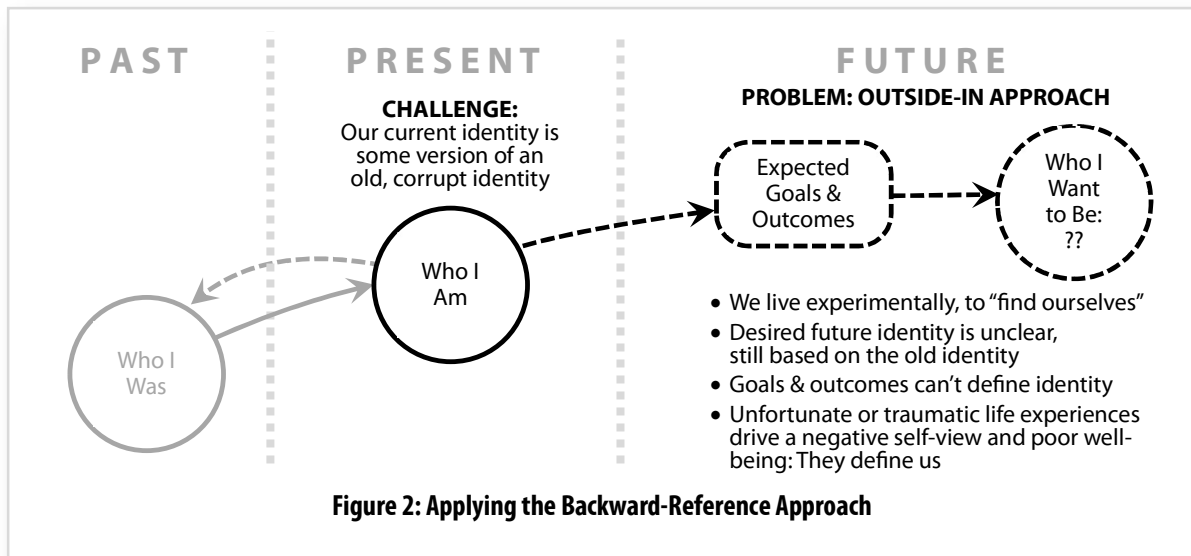 PAST
PRESENT
FUTURE
CHALLENGE:
Our current identity is
some version of an
old, corrupt identity
PROBLEM: OUTSIDE-IN APPROACH
Who I
Was
Who I
Am
Expected
Goals &
Outcomes
Who I
Want
to Be:
??
• We live experimentally, to “find ourselves”
• Desired future identity is unclear,
still based on the old identity
• Goals & outcomes can’t define identity
• Unfortunate or traumatic life experiences
drive a negative self-view and poor well-
being: They define us
Figure 2: Applying the Backward-Reference Approach